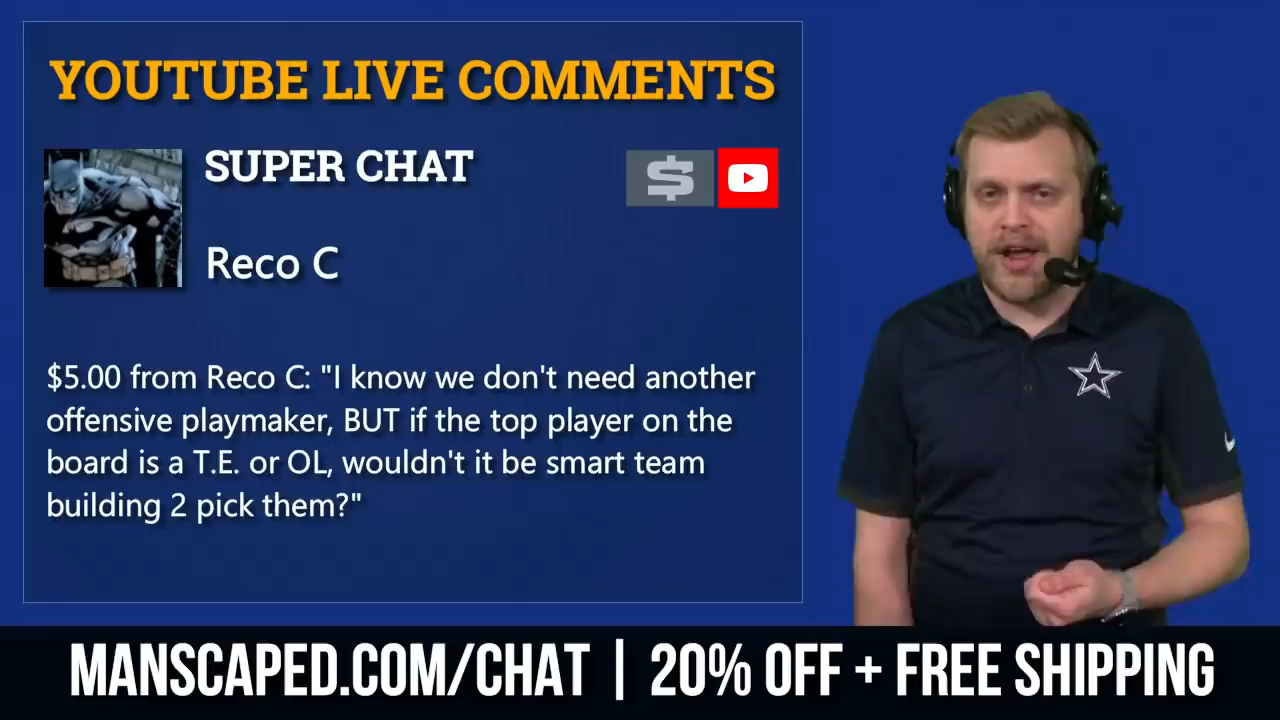 YOUTUBE LIVE COMMENTS
SUPER CHAT
Reco C
$5.00 from Reco C: "I know we don't need another
offensive playmaker, BUT if the top player on the
board is a T.E. or OL, wouldn't it be smart team
building 2 pick them?"
MANSCAPED.COM/CHAT | 20% OFF + FREE SHIPPING